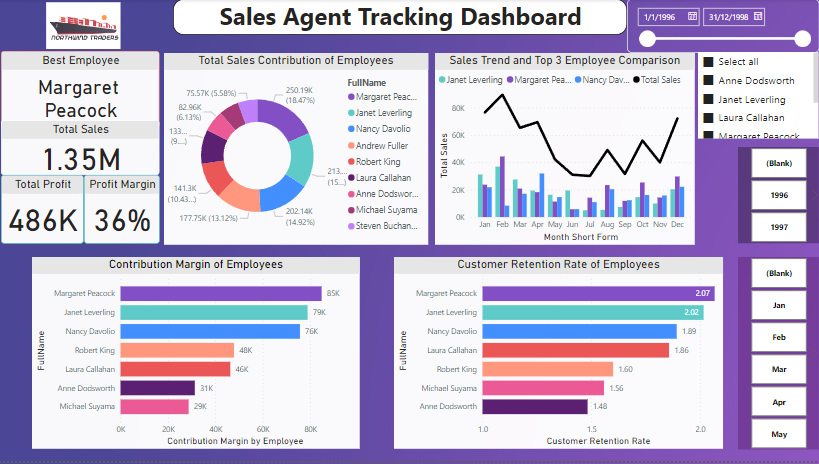 NORTHWIND TRADERS
Sales Agent Tracking Dashboard
1/1/1996
31/12/1998
Best Employee
Margaret
Peacock
Total Sales
1.35M
Total Profit
486K
Profit Margin
36%
Total Sales Contribution of Employees
250.19K
(18.47%)
213....
(15...)
202.14K
(14.92%)
177.75K (13.12%)
141.3K
(10.43...)
133...
(9....)
82.96K
(6.13%)
75.57K (5.58%)
FullName
Margaret Peac...
Janet Leverling
Nancy Davolio
Andrew Fuller
Robert King
Laura Callahan
Anne Dodswor...
Michael Suyama
Steven Buchan...
Sales Trend and Top 3 Employee Comparison
Janet Leverling Margaret Pea... Nancy Dav... Total Sales
Total Sales
80K
60K
40K
20K
0K
Jan Feb Mar Apr May Jun Jul Aug Sep Oct Nov Dec
Month Short Form
Select all
Anne Dodsworth
Janet Leverling
Laura Callahan
Margaret Peacock
(Blank)
1996
1997
Contribution Margin of Employees
FullName
Margaret Peacock 85K
Janet Leverling 79K
Nancy Davolio 76K
Robert King 48K
Laura Callahan 46K
Anne Dodsworth 31K
Michael Suyama 29K
0K 20K 40K 60K 80K
Contribution Margin by Employee
Customer Retention Rate of Employees
FullName
Margaret Peacock 2.07
Janet Leverling 2.02
Nancy Davolio 1.89
Laura Callahan 1.86
Robert King 1.60
Michael Suyama 1.56
Anne Dodsworth 1.48
1.0 1.5 2.0
Customer Retention Rate
(Blank)
Jan
Feb
Mar
Apr
May